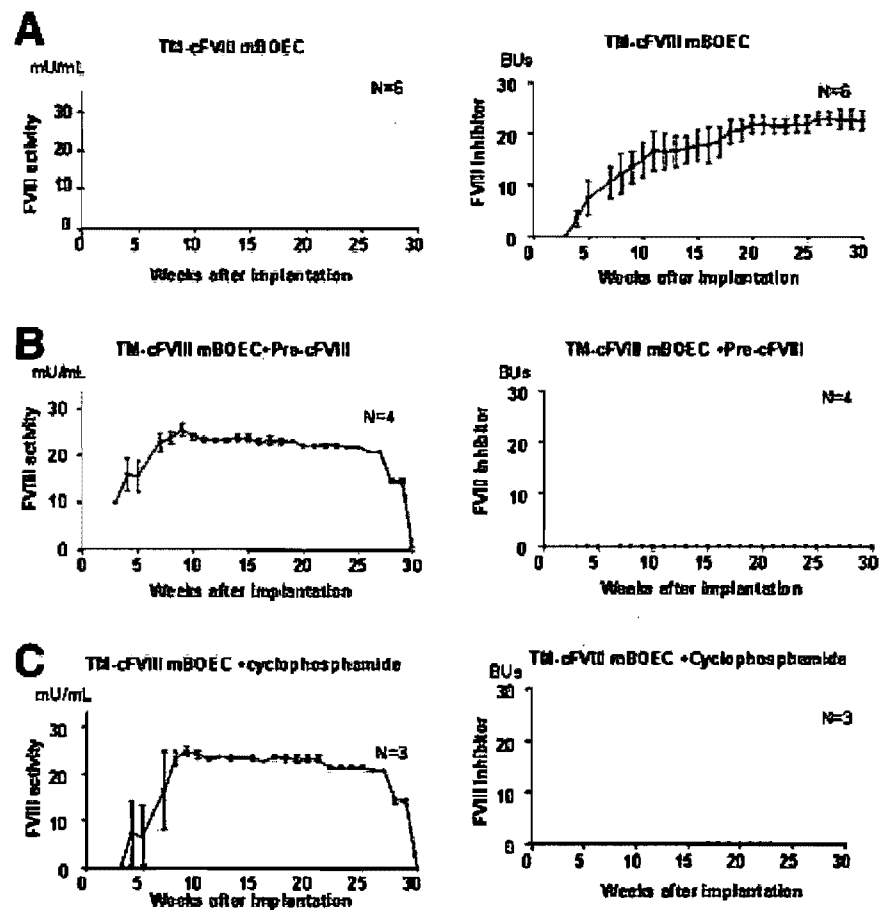 A
TM-cFVIII mBOEC
mU/mL
N=6
30
20
10
0
FVIII activity
0 5 10 15 20 25 30
Weeks after implantation
TM-cFVIII mBOEC
BUs
N=6
30
20
10
0
FVIII inhibitor
0 5 10 15 20 25 30
Weeks after implantation
B
TM-cFVIII mBOEC+Pre-cFVIII
mU/mL
N=4
30
20
10
0
FVIII activity
0 5 10 15 20 25 30
Weeks after implantation
TM-cFVIII mBOEC +Pre-cFVIII
BUs
N=4
30
20
10
0
FVIII inhibitor
0 5 10 15 20 25 30
Weeks after implantation
C
TM-cFVIII mBOEC +cyclophosphamide
mU/mL
N=3
30
20
10
0
FVIII activity
0 5 10 15 20 25 30
Weeks after implantation
TM-cFVIII mBOEC +Cyclophosphamide
BUs
N=3
30
20
10
0
FVIII inhibitor
0 5 10 15 20 25 30
Weeks after implantation